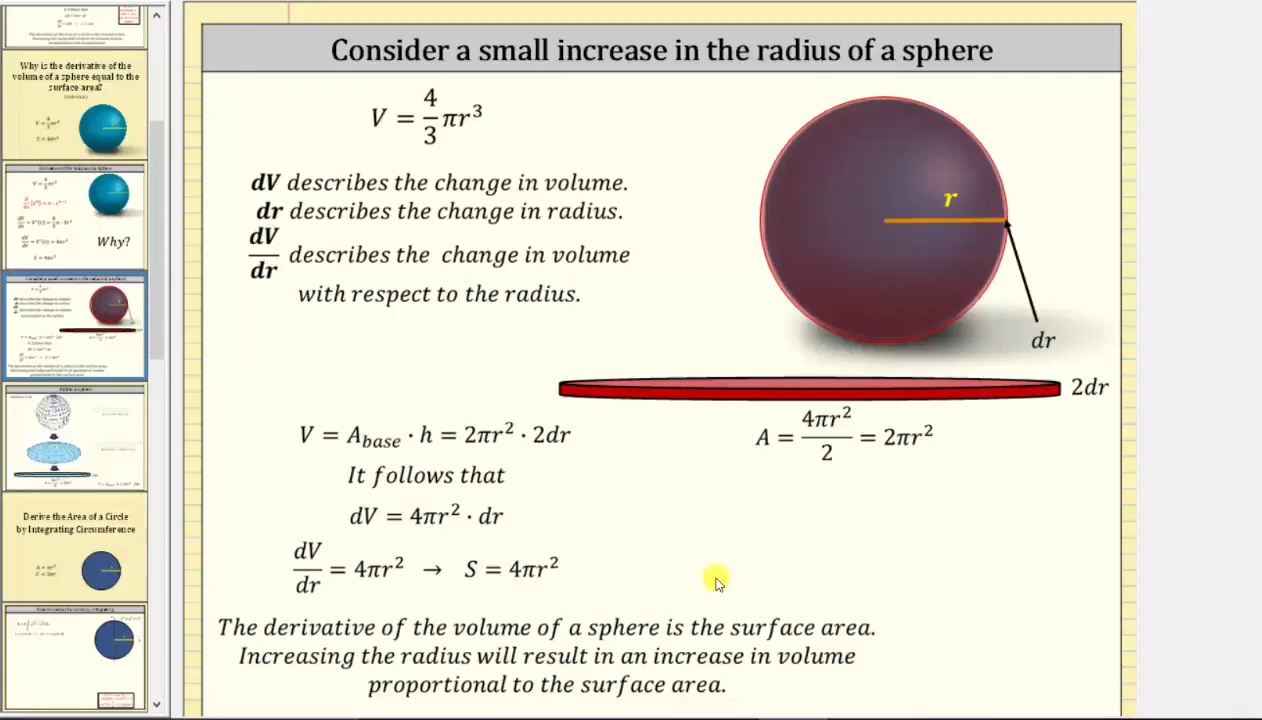 Why is the derivative of the
volume of a sphere equal to the
surface area?
V = 4/3 πr³
S = 4πr²
V = 4/3 πr³
Why?
S = 4πr²
Derive the Area of a Circle
by Integrating Circumference
A = πr²
C = 2πr
Consider a small increase in the radius of a sphere
V = 4/3 πr³
dV describes the change in volume.
dr describes the change in radius.
dV/dr describes the change in volume
with respect to the radius.
r
dr
2dr
A = 4πr²/2 = 2πr²
V = A_base · h = 2πr² · 2dr
It follows that
dV = 4πr² · dr
dV/dr = 4πr² → S = 4πr²
The derivative of the volume of a sphere is the surface area.
Increasing the radius will result in an increase in volume
proportional to the surface area.